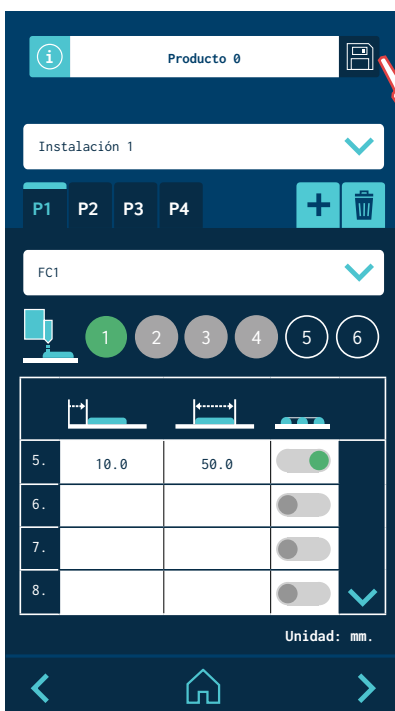 i
Producto 0
Instalación 1
P1 P2 P3 P4 +
FC1
1 2 3 4 5 6
5. 10.0 50.0
6.
7.
8.
Unidad: mm.